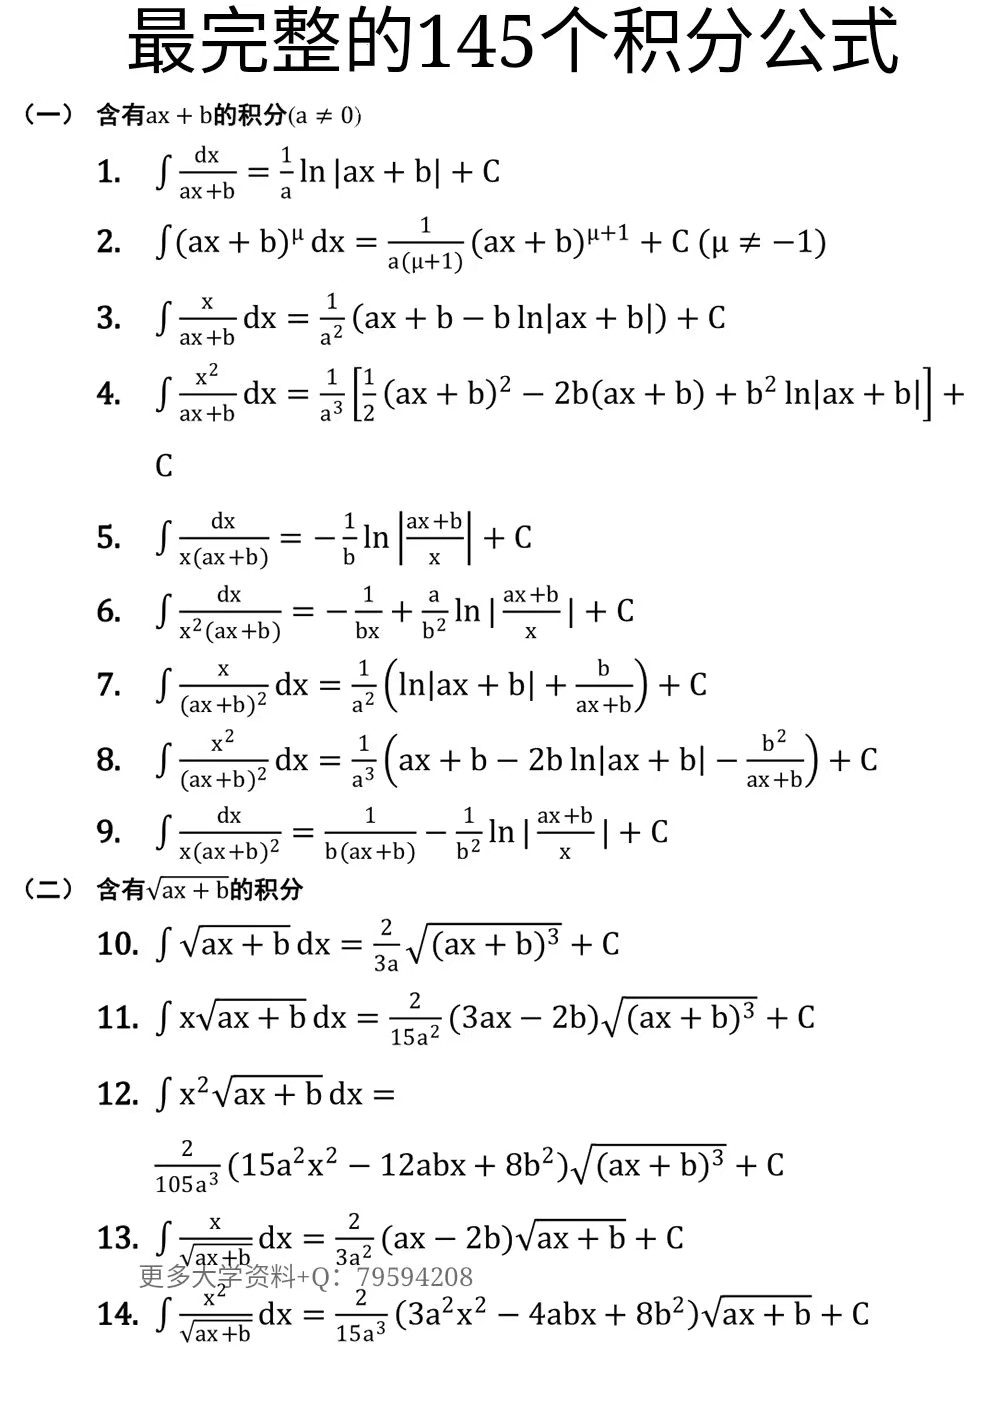 最完整的145个积分公式
（一） 含有ax + b的积分(a ≠ 0)
1. ∫ dx/(ax+b) = 1/a ln |ax + b| + C
2. ∫(ax + b)^μ dx = 1/(a(μ+1)) (ax + b)^(μ+1) + C (μ ≠ −1)
3. ∫ x/(ax+b) dx = 1/a² (ax + b − b ln|ax + b|) + C
4. ∫ x²/(ax+b) dx = 1/a³ [1/2 (ax + b)² − 2b(ax + b) + b² ln|ax + b|] +
C
5. ∫ dx/(x(ax+b)) = − 1/b ln |(ax+b)/x| + C
6. ∫ dx/(x²(ax+b)) = − 1/(bx) + a/b² ln |(ax+b)/x| + C
7. ∫ x/(ax+b)² dx = 1/a² (ln|ax + b| + b/(ax+b)) + C
8. ∫ x²/(ax+b)² dx = 1/a³ (ax + b − 2b ln|ax + b| − b²/(ax+b)) + C
9. ∫ dx/(x(ax+b)²) = 1/(b(ax+b)) − 1/b² ln |(ax+b)/x| + C
（二） 含有√(ax + b)的积分
10. ∫ √(ax + b) dx = 2/(3a) √((ax + b)³) + C
11. ∫ x√(ax + b) dx = 2/(15a²) (3ax − 2b)√((ax + b)³) + C
12. ∫ x²√(ax + b) dx =
2/(105a³) (15a²x² − 12abx + 8b²)√((ax + b)³) + C
13. ∫ x/√(ax+b) dx = 2/(3a²) (ax − 2b)√(ax + b) + C
更多大学资料+Q：79594208
14. ∫ x²/√(ax+b) dx = 2/(15a³) (3a²x² − 4abx + 8b²)√(ax + b) + C